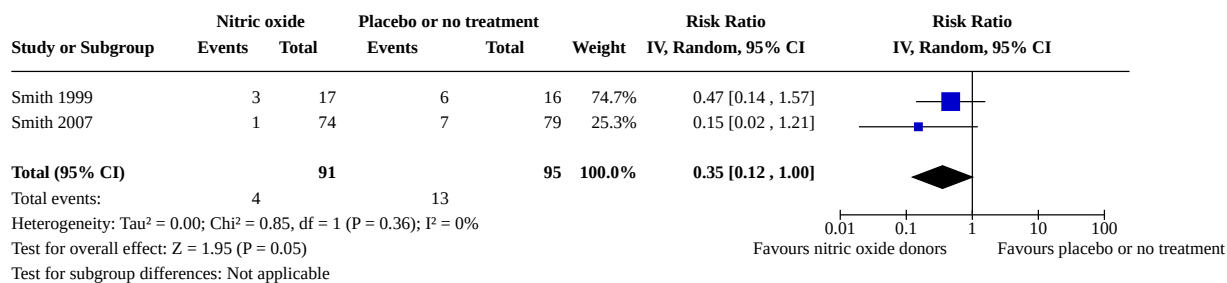 Nitric oxide Placebo or no treatment Risk Ratio Risk Ratio
Study or Subgroup Events Total Events Total Weight IV, Random, 95% CI IV, Random, 95% CI
Smith 1999 3 17 6 16 74.7% 0.47 [0.14 , 1.57]
Smith 2007 1 74 7 79 25.3% 0.15 [0.02 , 1.21]
Total (95% CI) 91 95 100.0% 0.35 [0.12 , 1.00]
Total events: 4 13
Heterogeneity: Tau² = 0.00; Chi² = 0.85, df = 1 (P = 0.36); I² = 0%
0.01 0.1 1 10 100
Test for overall effect: Z = 1.95 (P = 0.05) Favours nitric oxide donors Favours placebo or no treatment
Test for subgroup differences: Not applicable